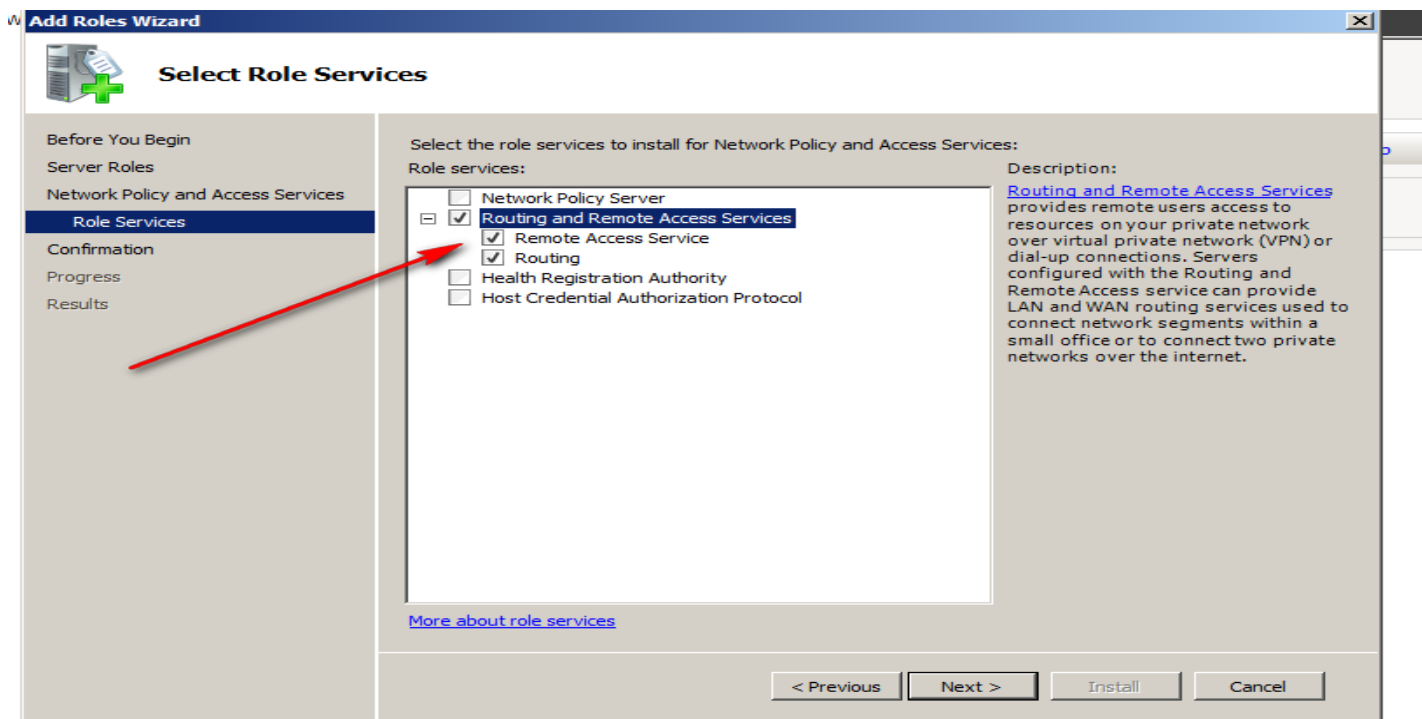 W
Add Roles Wizard
Select Role Services
Before You Begin
Server Roles
Network Policy and Access Services
Role Services
Confirmation
Progress
Results
Select the role services to install for Network Policy and Access Services:
Role services:
Network Policy Server
Routing and Remote Access Services
Remote Access Service
Routing
Health Registration Authority
Host Credential Authorization Protocol
More about role services
Description:
Routing and Remote Access Services
provides remote users access to
resources on your private network
over virtual private network (VPN) or
dial-up connections. Servers
configured with the Routing and
Remote Access service can provide
LAN and WAN routing services used to
connect network segments within a
small office or to connect two private
networks over the internet.
< Previous
Next >
Install
Cancel